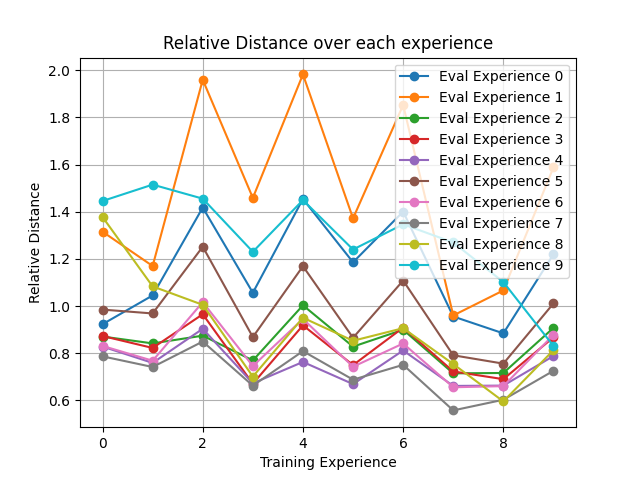 Relative Distance over each experience
2.0
1.8
1.6
1.4
1.2
1.0
0.8
0.6
Relative Distance
0 2 4 6 8
Training Experience
Eval Experience 0
Eval Experience 1
Eval Experience 2
Eval Experience 3
Eval Experience 4
Eval Experience 5
Eval Experience 6
Eval Experience 7
Eval Experience 8
Eval Experience 9